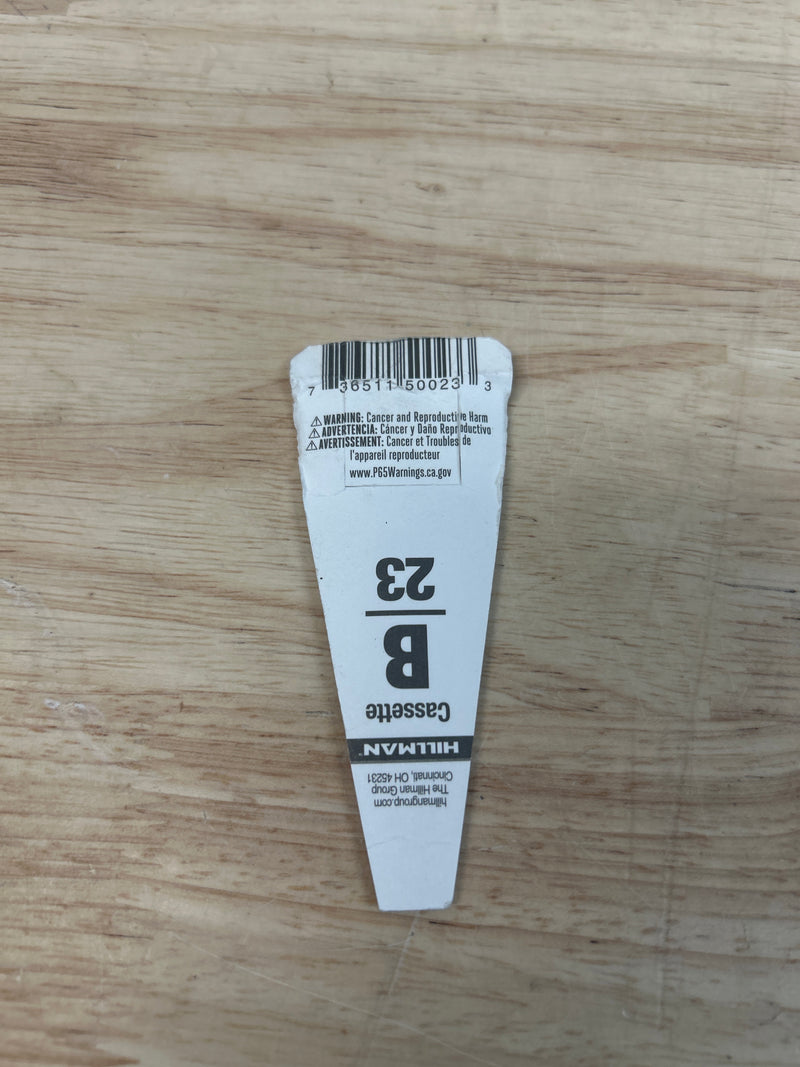 7 36511 50023 3
⚠ WARNING: Cancer and Reproductive Harm
⚠ ADVERTENCIA: Cáncer y Daño Reproductivo
⚠ AVERTISSEMENT: Cancer et Troubles de
l'appareil reproducteur
www.P65Warnings.ca.gov
hillmangroup.com
The Hillman Group
Cincinnati, OH 45231
HILLMAN
Cassette
B
23